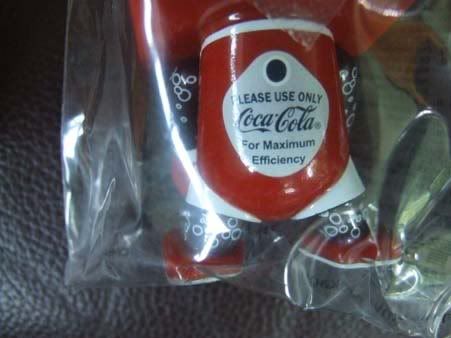 PLEASE USE ONLY
Coca-Cola®
For Maximum
Efficiency